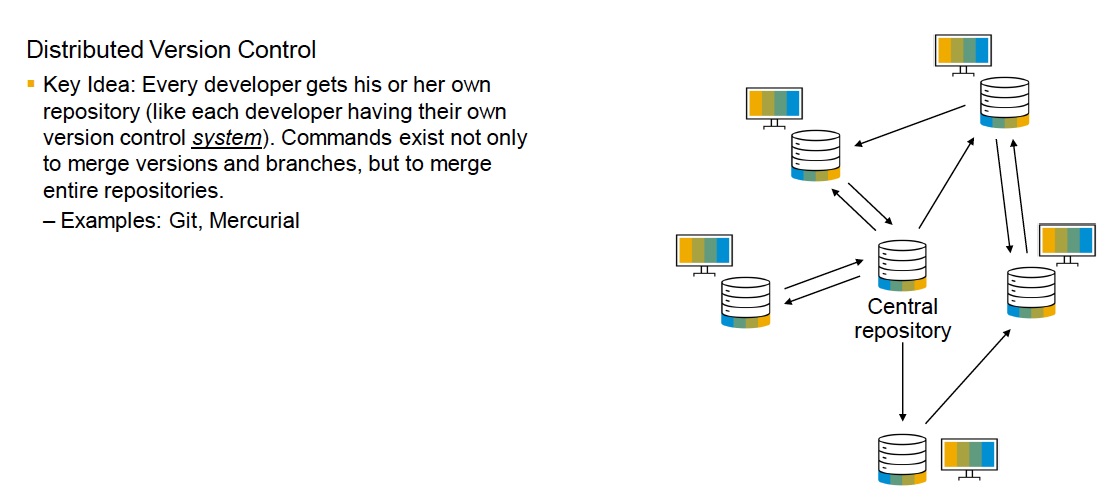 Distributed Version Control
▪ Key Idea: Every developer gets his or her own
repository (like each developer having their own
version control system). Commands exist not only
to merge versions and branches, but to merge
entire repositories.
– Examples: Git, Mercurial
Central
repository